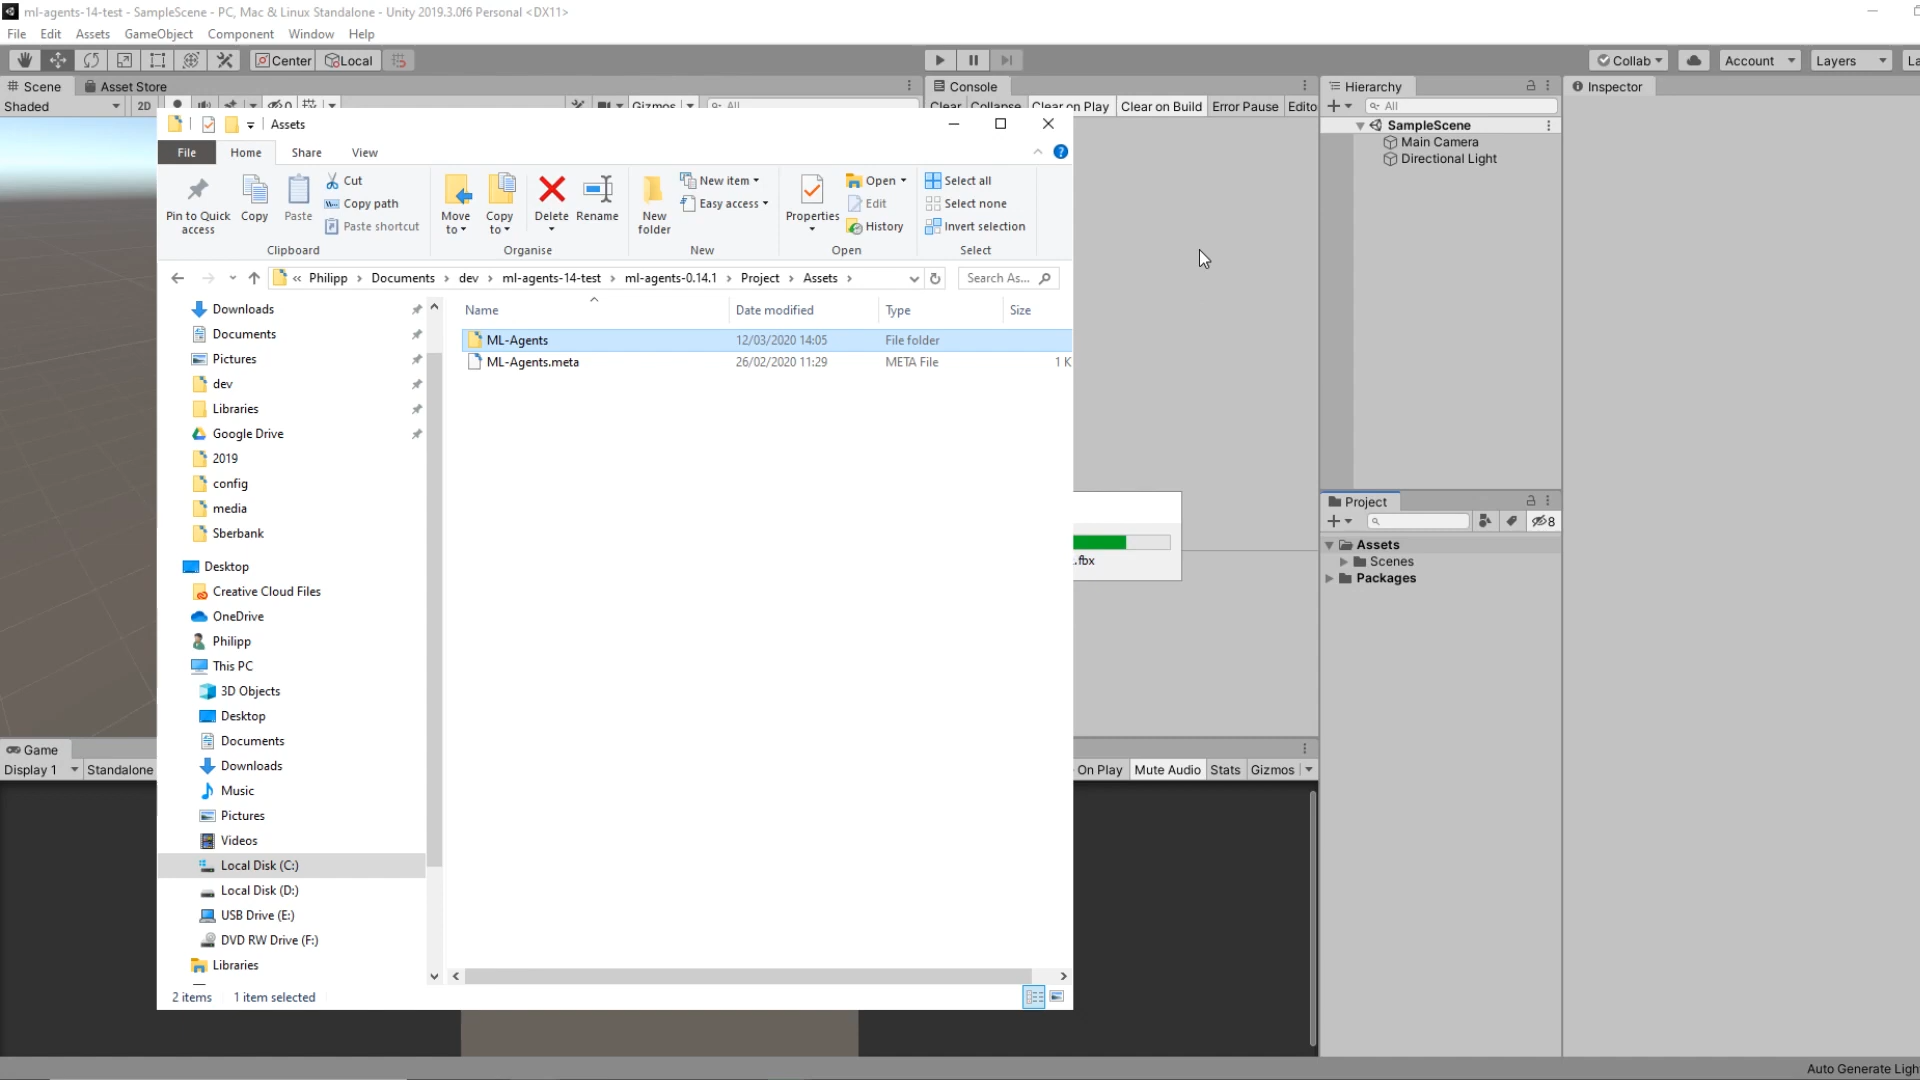 ml-agents-14-test - SampleScene - PC, Mac & Linux Standalone - Unity 2019.3.0f6 Personal <DX11>
File Edit Assets GameObject Component Window Help
Center Local Collab Account Layers La
Scene Asset Store Console Hierarchy Inspector
Shaded 2D 0 Gizmos All Clear Collapse Clear on Play Clear on Build Error Pause Edito All
Assets
SampleScene
Main Camera
Directional Light
File Home Share View
Pin to Quick access
Copy
Paste
Cut
Copy path
Paste shortcut
Clipboard
Move to
Copy to
Delete
Rename
Organise
New folder
New item
Easy access
New
Properties
Open
Edit
History
Open
Select all
Select none
Invert selection
Select
« Philipp > Documents > dev > ml-agents-14-test > ml-agents-0.14.1 > Project > Assets > Search As...
Downloads
Documents
Pictures
dev
Libraries
Google Drive
2019
config
media
Sberbank
Desktop
Creative Cloud Files
OneDrive
Philipp
This PC
3D Objects
Desktop
Documents
Downloads
Music
Pictures
Videos
Local Disk (C:)
Local Disk (D:)
USB Drive (E:)
DVD RW Drive (F:)
Libraries
Name Date modified Type Size
ML-Agents 12/03/2020 14:05 File folder
ML-Agents.meta 26/02/2020 11:29 META File 1 K
2 items 1 item selected
.fbx
Project
8
Assets
Scenes
Packages
Game
Display 1 Standalone On Play Mute Audio Stats Gizmos
Auto Generate Ligh